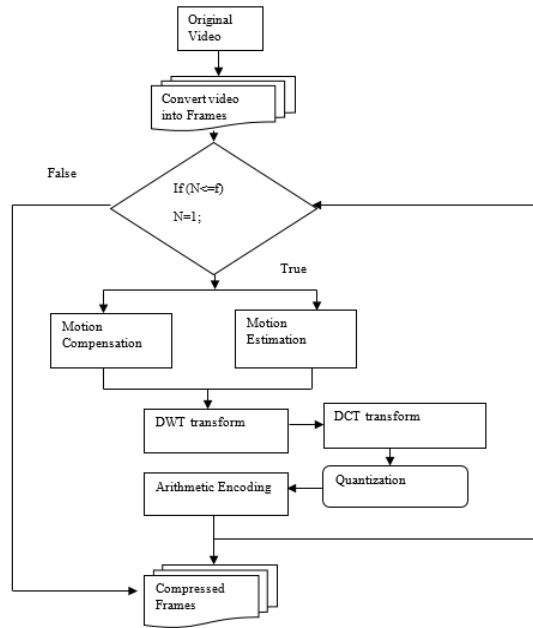 Original
Video
Convert video
into Frames
False
If (N<=f)
N=1;
True
Motion
Compensation
Motion
Estimation
DWT transform
DCT transform
Arithmetic Encoding
Quantization
Compressed
Frames